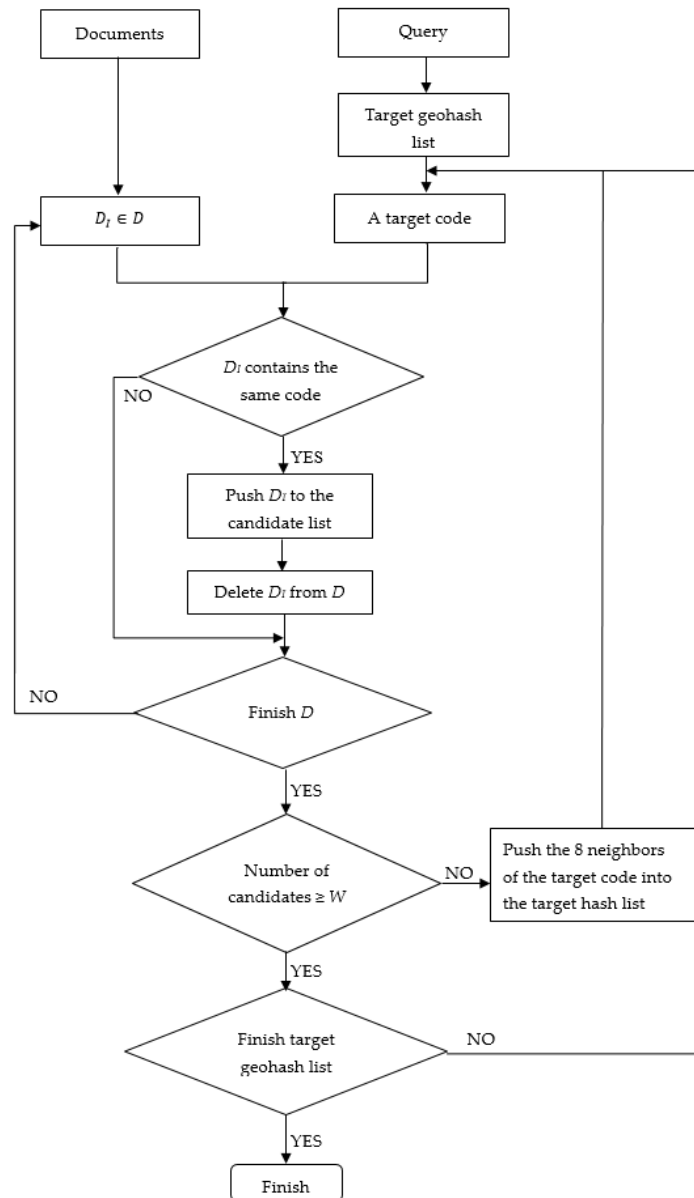 Documents
Query
Target geohash
list
D_I ∈ D
A target code
D_I contains the
same code
NO
YES
Push D_I to the
candidate list
Delete D_I from D
NO
Finish D
YES
Number of
candidates ≥ W
NO
Push the 8 neighbors
of the target code into
the target hash list
YES
Finish target
geohash list
NO
YES
Finish